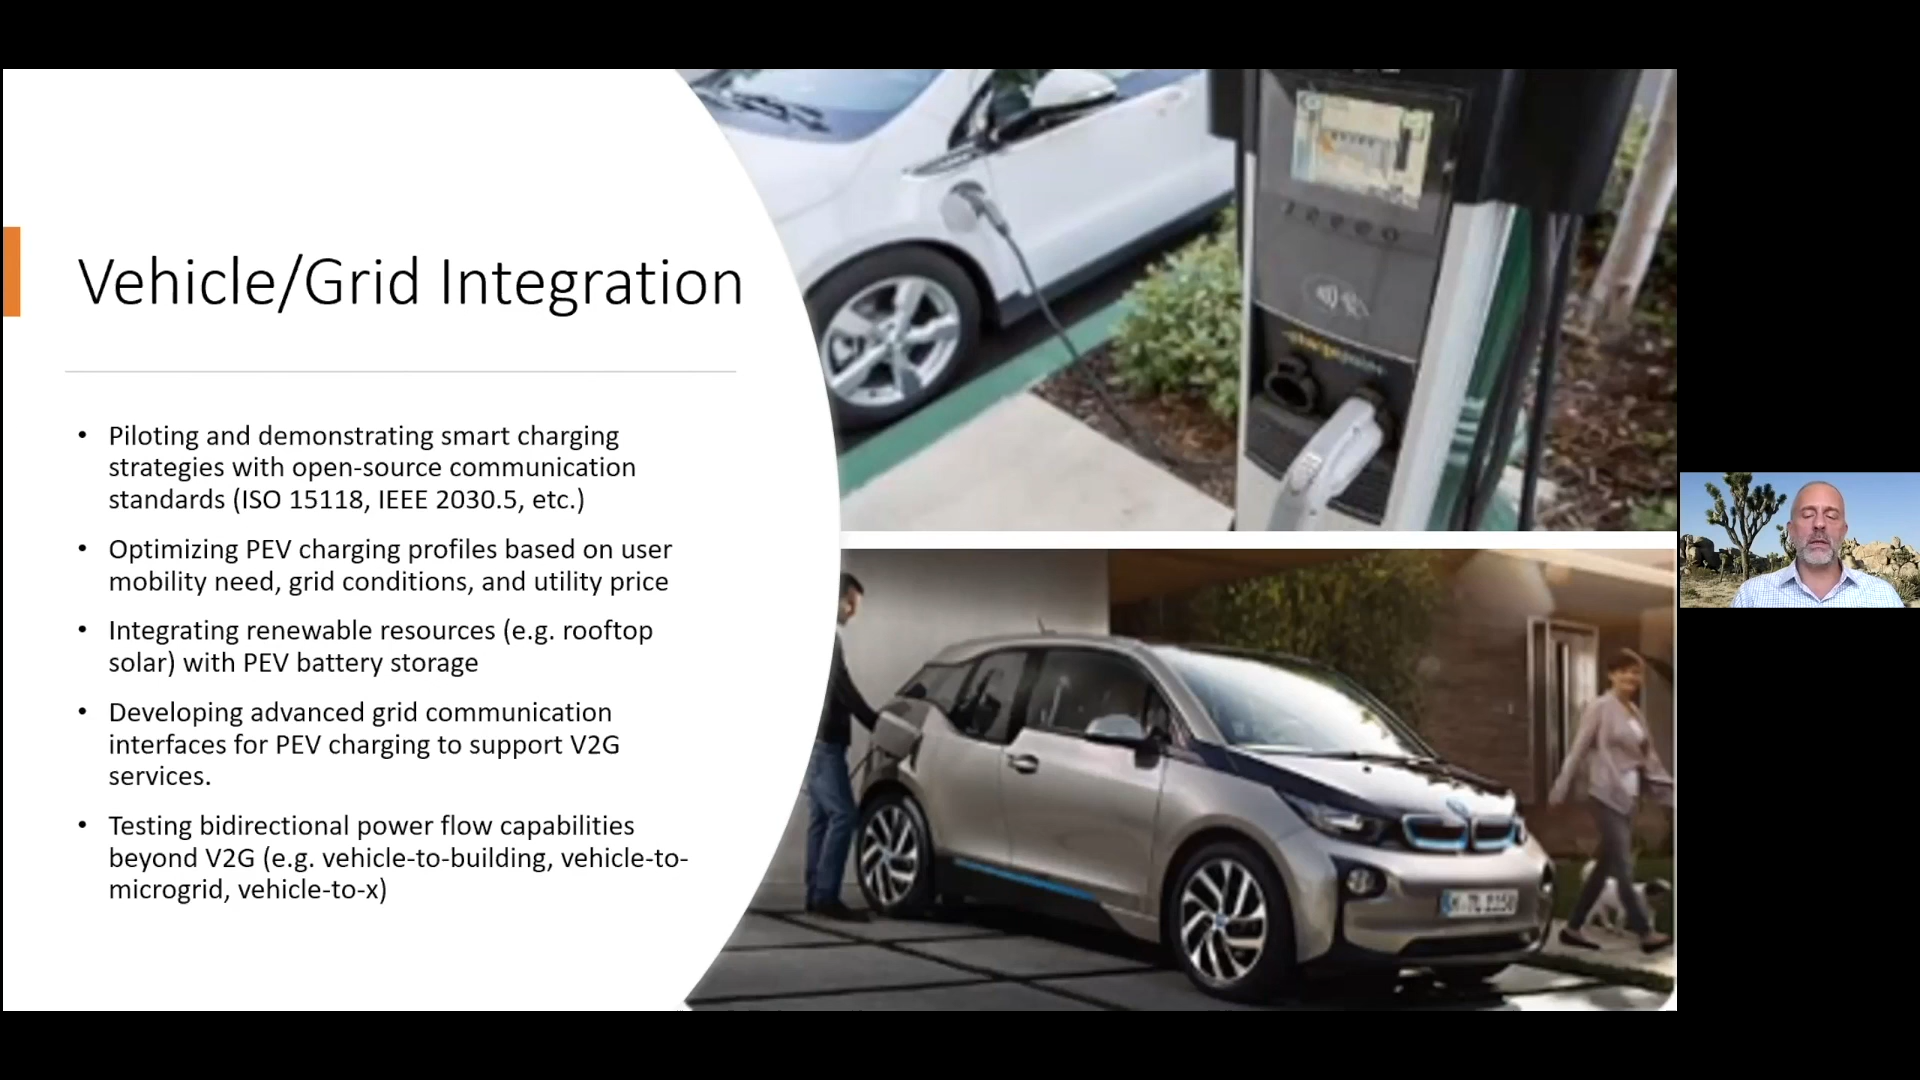 Vehicle/Grid Integration
• Piloting and demonstrating smart charging
strategies with open-source communication
standards (ISO 15118, IEEE 2030.5, etc.)
• Optimizing PEV charging profiles based on user
mobility need, grid conditions, and utility price
• Integrating renewable resources (e.g. rooftop
solar) with PEV battery storage
• Developing advanced grid communication
interfaces for PEV charging to support V2G
services.
• Testing bidirectional power flow capabilities
beyond V2G (e.g. vehicle-to-building, vehicle-to-
microgrid, vehicle-to-x)